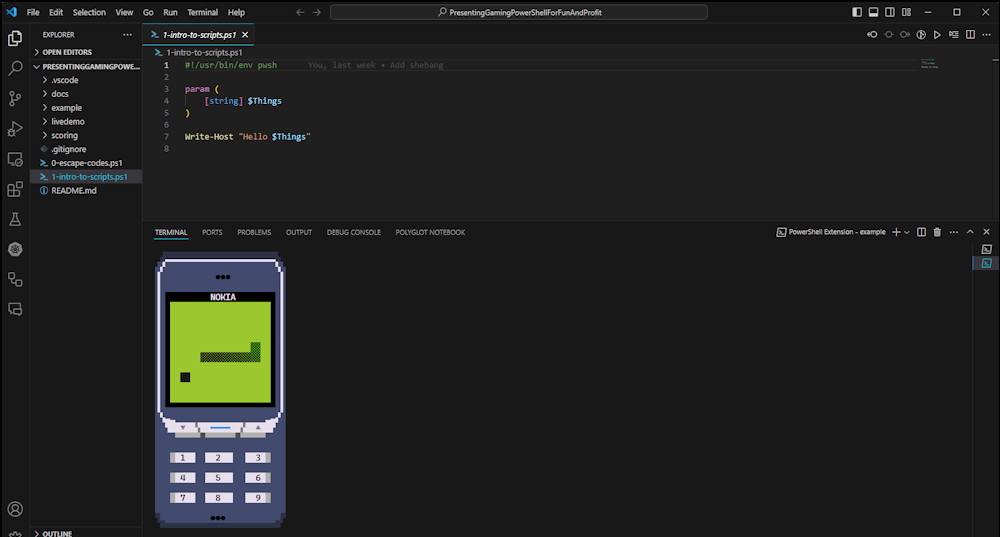 File Edit Selection View Go Run Terminal Help
PresentingGamingPowerShellForFunAndProfit
EXPLORER
OPEN EDITORS
PRESENTINGGAMINGPOWE...
.vscode
docs
example
livedemo
scoring
.gitignore
0-escape-codes.ps1
1-intro-to-scripts.ps1
README.md
OUTLINE
1-intro-to-scripts.ps1
1-intro-to-scripts.ps1
1 #!/usr/bin/env pwsh You, last week • Add shebang
2
3 param (
4 [string] $Things
5 )
6
7 Write-Host "Hello $Things"
8
TERMINAL PORTS PROBLEMS OUTPUT DEBUG CONSOLE POLYGLOT NOTEBOOK
PowerShell Extension - example
NOKIA
1 2 3
4 5 6
7 8 9